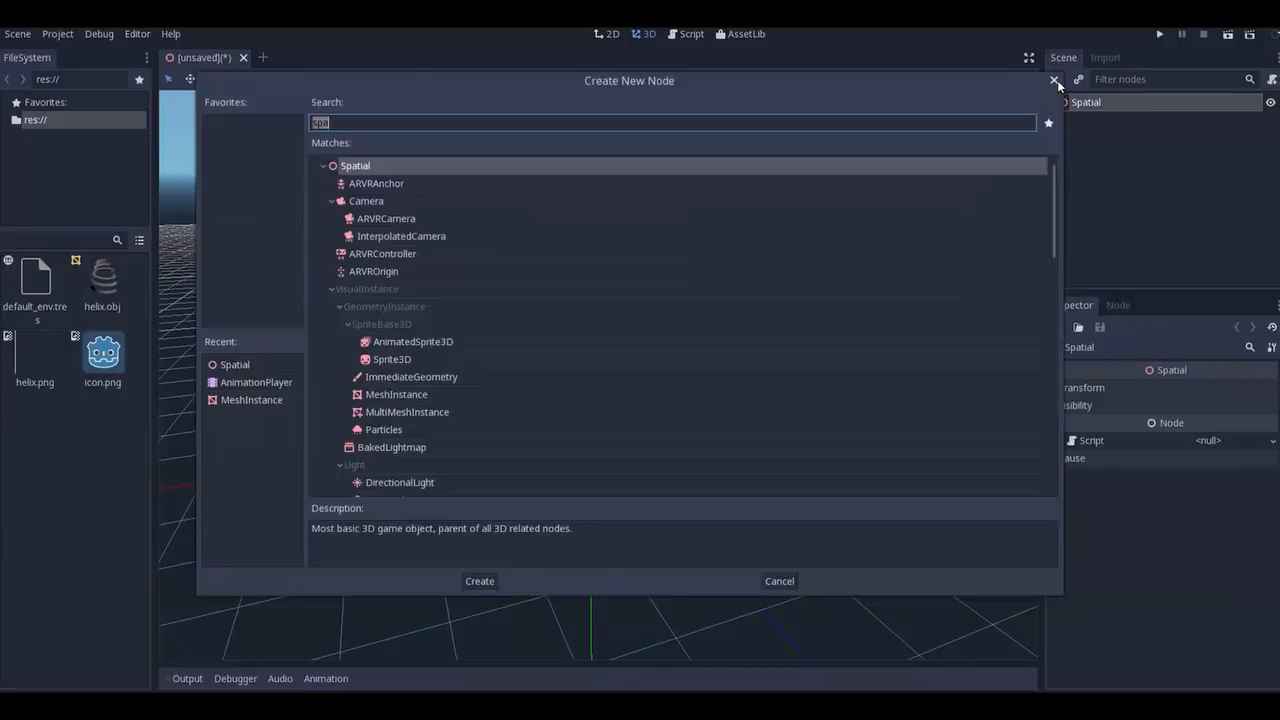 Scene Project Debug Editor Help
2D 3D Script AssetLib
FileSystem
[unsaved](*)
Scene Import
res://
Create New Node
Filter nodes
Favorites:
res://
Favorites:
Search:
Spatial
spa
Matches:
Spatial
ARVRAnchor
Camera
ARVRCamera
InterpolatedCamera
ARVRController
ARVROrigin
VisualInstance
GeometryInstance
SpriteBase3D
AnimatedSprite3D
Sprite3D
ImmediateGeometry
MeshInstance
MultiMeshInstance
Particles
BakedLightmap
Light
DirectionalLight
default_env.tre
s
helix.obj
helix.png
icon.png
Recent:
Spatial
AnimationPlayer
MeshInstance
pector Node
Spatial
Spatial
ransform
sibility
Node
Script <null>
ause
Description:
Most basic 3D game object, parent of all 3D related nodes.
Create Cancel
Output Debugger Audio Animation